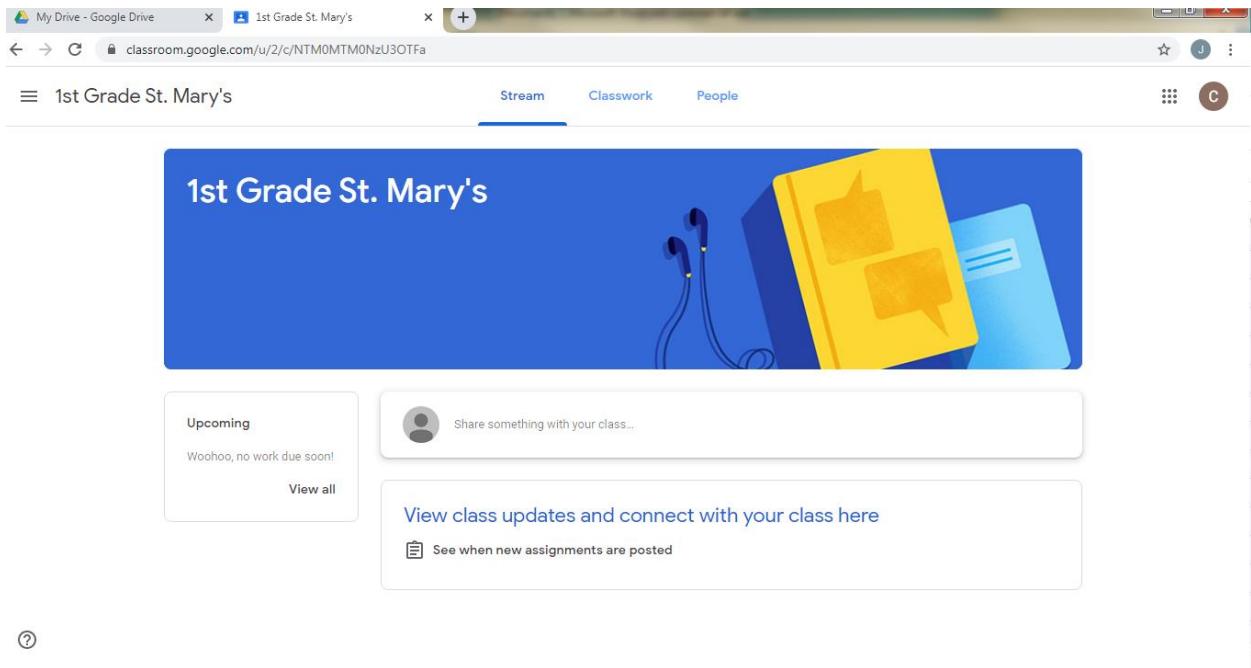 My Drive - Google Drive
1st Grade St. Mary's
classroom.google.com/u/2/c/NTM0MTM0NzU3OTFa
J
1st Grade St. Mary's
Stream
Classwork
People
C
1st Grade St. Mary's
Upcoming
Woohoo, no work due soon!
View all
Share something with your class...
View class updates and connect with your class here
See when new assignments are posted